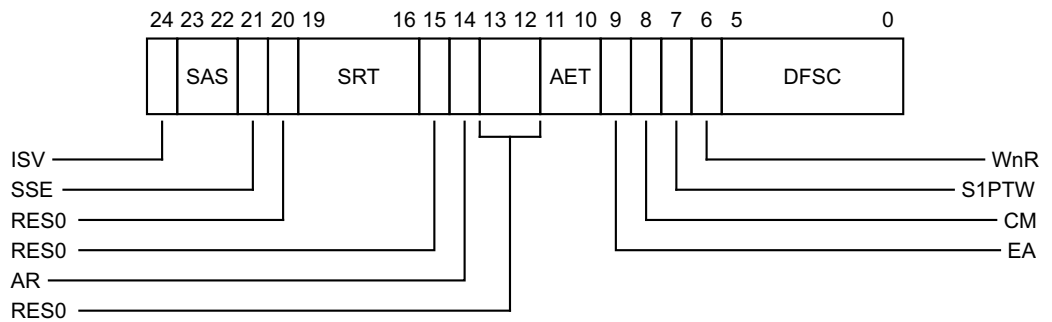 24 23 22 21 20 19 16 15 14 13 12 11 10 9 8 7 6 5 0
SAS SRT AET DFSC
ISV WnR
SSE S1PTW
RES0 CM
RES0 EA
AR
RES0